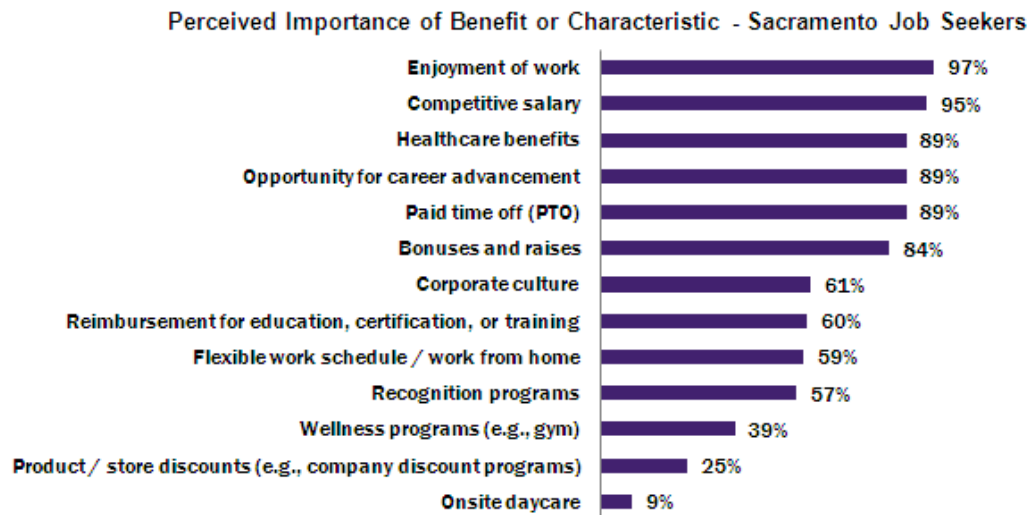 Perceived Importance of Benefit or Characteristic - Sacramento Job Seekers
Enjoyment of work 97%
Competitive salary 95%
Healthcare benefits 89%
Opportunity for career advancement 89%
Paid time off (PTO) 89%
Bonuses and raises 84%
Corporate culture 61%
Reimbursement for education, certification, or training 60%
Flexible work schedule / work from home 59%
Recognition programs 57%
Wellness programs (e.g., gym) 39%
Product / store discounts (e.g., company discount programs) 25%
Onsite daycare 9%